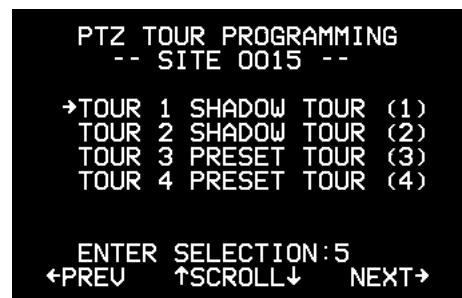 PTZ TOUR PROGRAMMING
-- SITE 0015 --
→TOUR 1 SHADOW TOUR (1)
TOUR 2 SHADOW TOUR (2)
TOUR 3 PRESET TOUR (3)
TOUR 4 PRESET TOUR (4)
ENTER SELECTION:5
←PREV ↑SCROLL↓ NEXT→